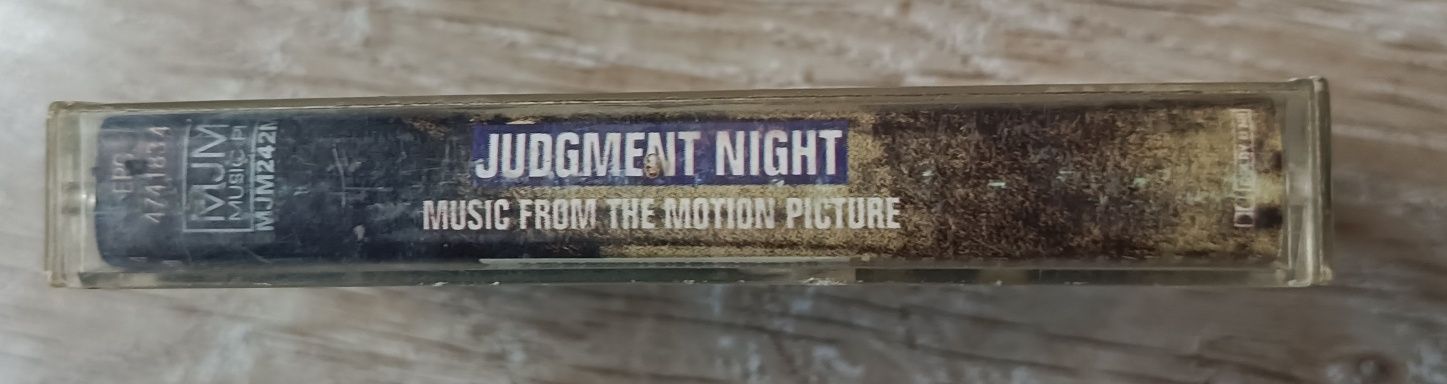 EPC
474183 4
MJM
MUSIC PL
MJM242
JUDGMENT NIGHT
MUSIC FROM THE MOTION PICTURE